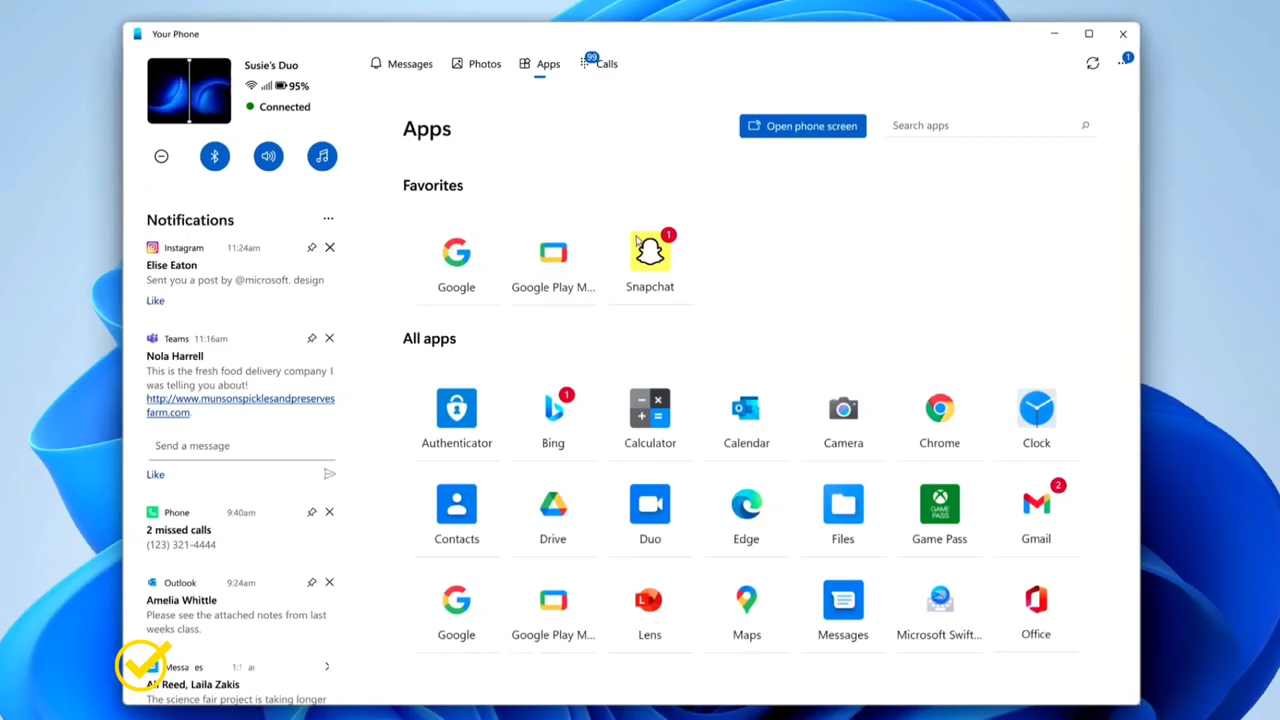 Your Phone
Susie's Duo
95%
Connected
Messages
Photos
Apps
99
Calls
1
Apps
Open phone screen
Search apps
Notifications
Instagram 11:24am
Elise Eaton
Sent you a post by @microsoft. design
Like
Teams 11:16am
Nola Harrell
This is the fresh food delivery company I
was telling you about!
http://www.munsonspicklesandpreserves
farm.com.
Send a message
Like
Phone 9:40am
2 missed calls
(123) 321-4444
Outlook 9:24am
Amelia Whittle
Please see the attached notes from last
weeks class.
Reed, Laila Zakis
The science fair project is taking longer
Favorites
1
Google
Google Play M...
Snapchat
All apps
1
Authenticator
Bing
Calculator
Calendar
Camera
Chrome
Clock
GAME
PASS
2
Contacts
Drive
Duo
Edge
Files
Game Pass
Gmail
L
Google
Google Play M...
Lens
Maps
Messages
Microsoft Swift...
Office